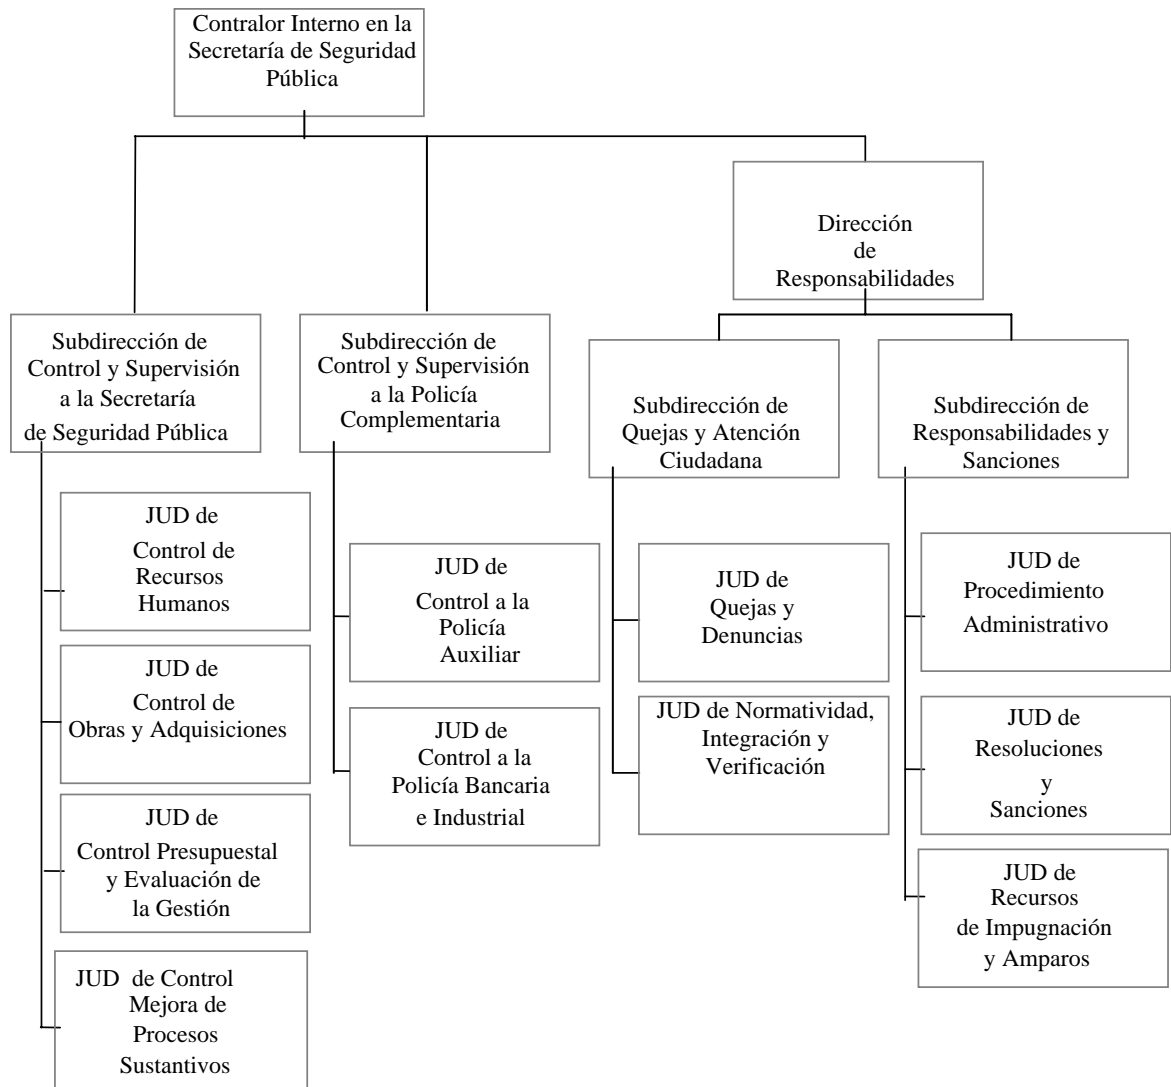 Contralor Interno en la
Secretaría de Seguridad
Pública
Dirección
de
Responsabilidades
Subdirección de
Control y Supervisión
a la Secretaría
de Seguridad Pública
Subdirección de
Control y Supervisión
a la Policía
Complementaria
Subdirección de
Quejas y Atención
Ciudadana
Subdirección de
Responsabilidades y
Sanciones
JUD de
Control de
Recursos
Humanos
JUD de
Control de
Obras y Adquisiciones
JUD de
Control Presupuestal
y Evaluación de
la Gestión
JUD de Control
Mejora de
Procesos
Sustantivos
JUD de
Control a la
Policía
Auxiliar
JUD de
Control a la
Policía Bancaria
e Industrial
JUD de
Quejas y
Denuncias
JUD de Normatividad,
Integración y
Verificación
JUD de
Procedimiento
Administrativo
JUD de
Resoluciones
y
Sanciones
JUD de
Recursos
de Impugnación
y Amparos